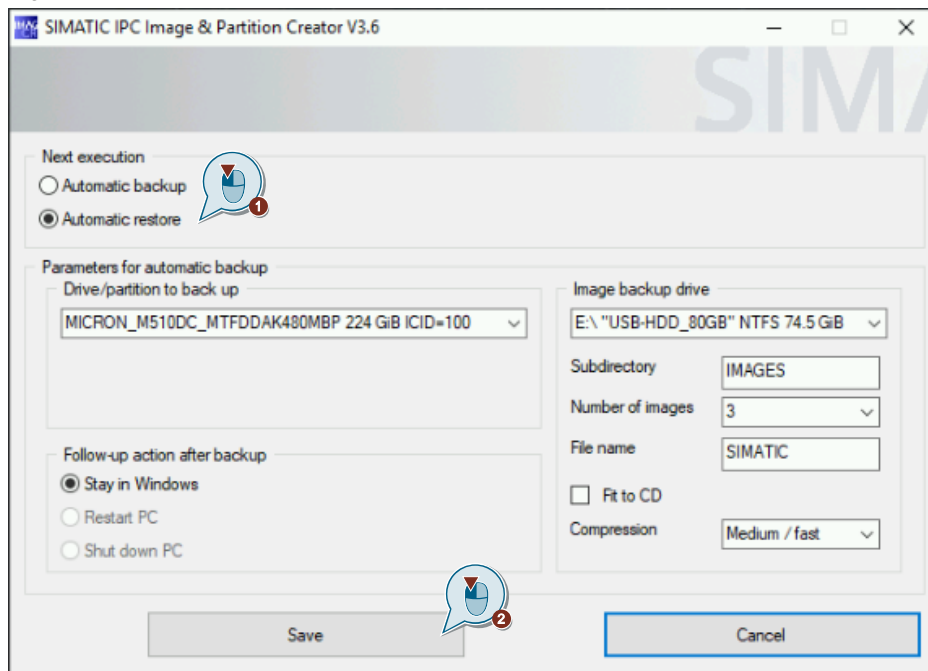 SIMATIC IPC Image & Partition Creator V3.6
SIMA
Next execution
Automatic backup
1
Automatic restore
Parameters for automatic backup
Drive/partition to back up
MICRON_M510DC_MTFDDAK480MBP 224 GiB ICID=100
Follow-up action after backup
Stay in Windows
Restart PC
Shut down PC
Image backup drive
E:\ "USB-HDD_80GB" NTFS 74.5 GiB
Subdirectory IMAGES
Number of images 3
File name SIMATIC
Fit to CD
Compression Medium / fast
2
Save
Cancel